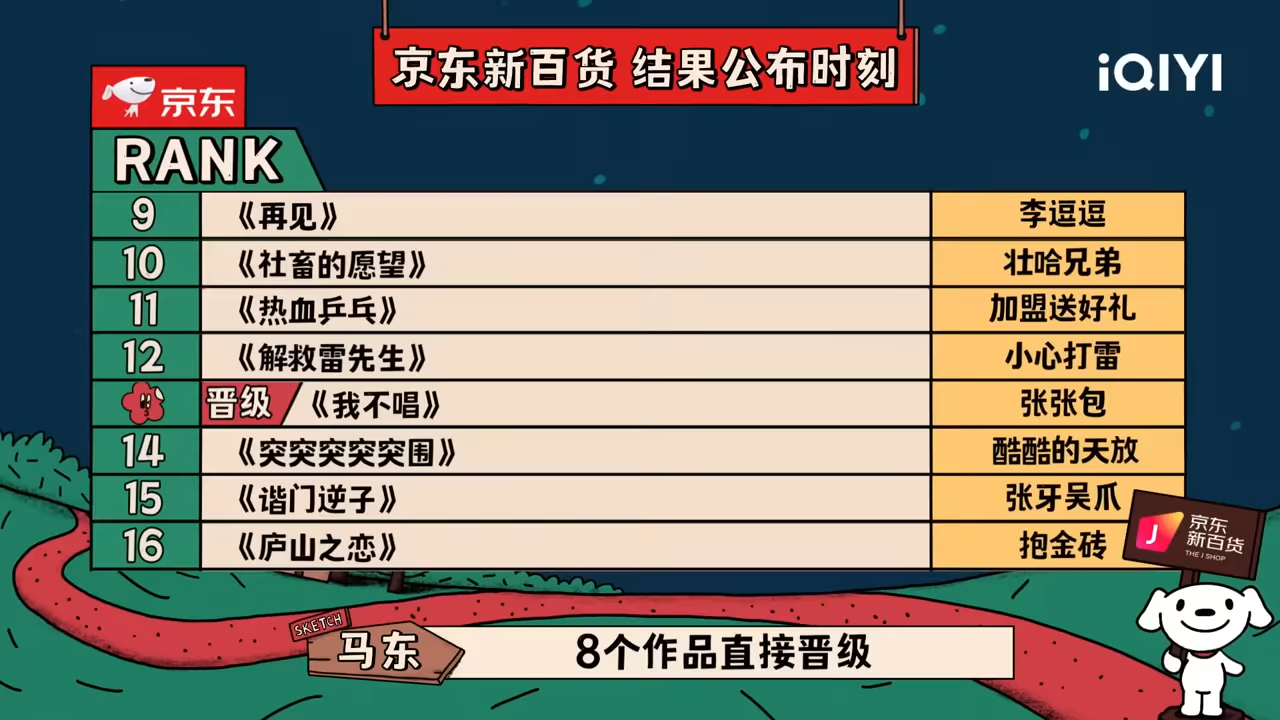 京东新百货 结果公布时刻
iQIYI
京东
RANK
9 《再见》 李逗逗
10 《社畜的愿望》 壮哈兄弟
11 《热血乒乓》 加盟送好礼
12 《解救雷先生》 小心打雷
晋级 《我不唱》 张张包
14 《突突突突突围》 酷酷的天放
15 《谐门逆子》 张牙吴爪
16 《庐山之恋》 抱金砖
J 京东
新百货
THE J SHOP
SKETCH
马东 8个作品直接晋级